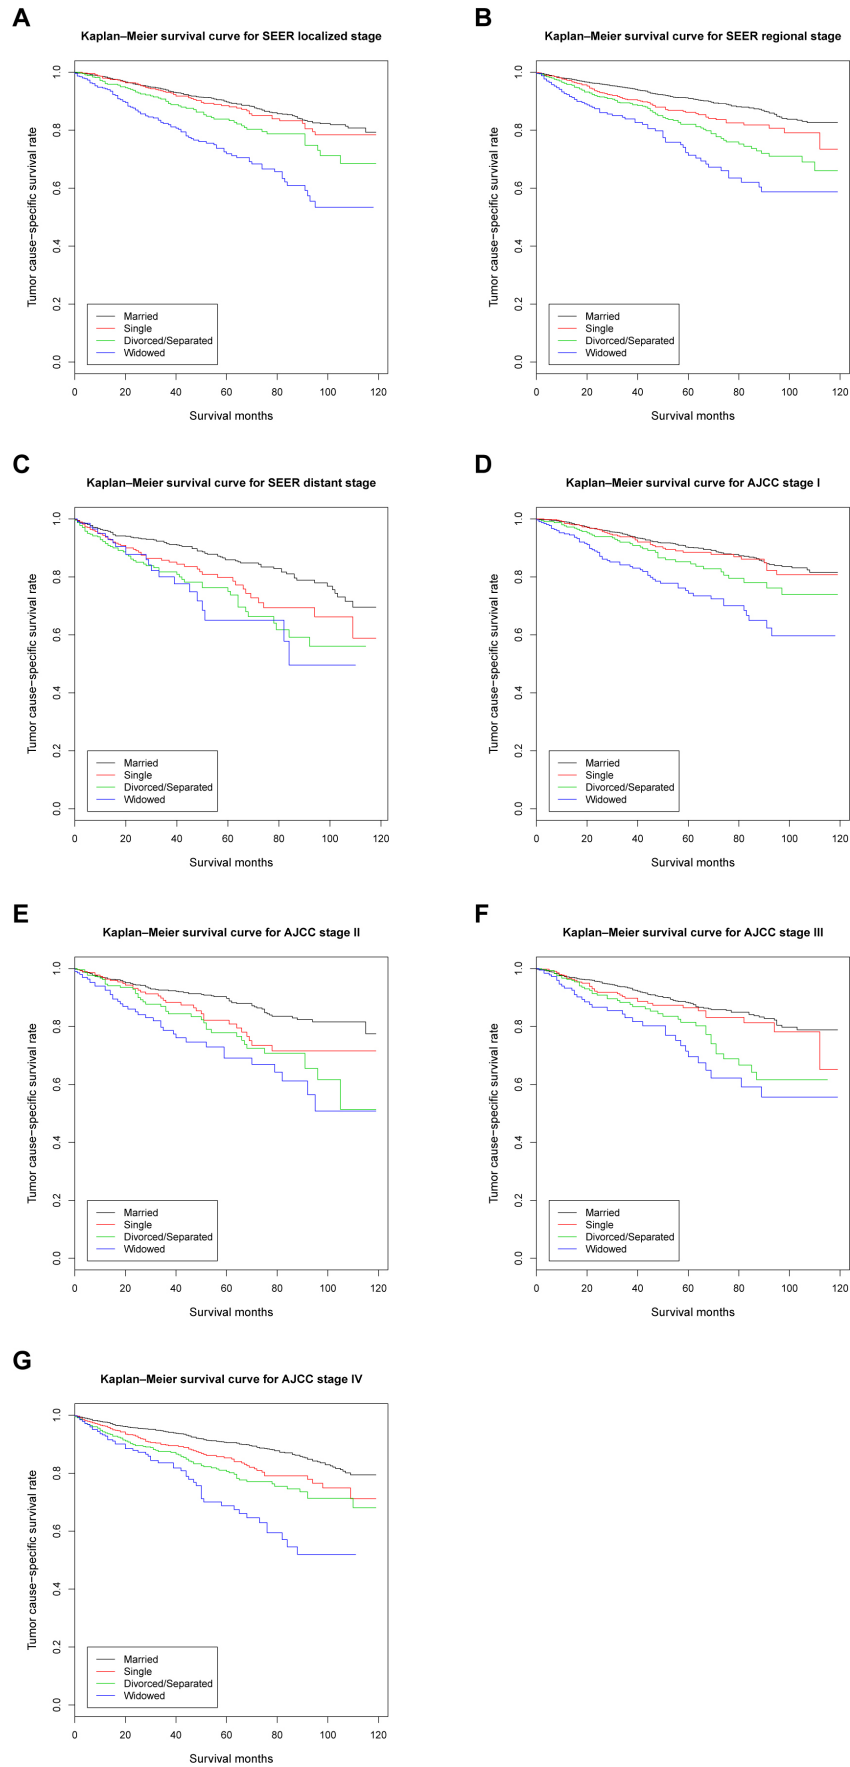 A
Kaplan–Meier survival curve for SEER localized stage
Tumor cause−specific survival rate
1.0
0.8
0.6
0.4
0.2
0.0
Married
Single
Divorced/Separated
Widowed
0 20 40 60 80 100 120
Survival months
B
Kaplan–Meier survival curve for SEER regional stage
Tumor cause−specific survival rate
1.0
0.8
0.6
0.4
0.2
0.0
Married
Single
Divorced/Separated
Widowed
0 20 40 60 80 100 120
Survival months
C
Kaplan–Meier survival curve for SEER distant stage
Tumor cause−specific survival rate
1.0
0.8
0.6
0.4
0.2
0.0
Married
Single
Divorced/Separated
Widowed
0 20 40 60 80 100 120
Survival months
D
Kaplan–Meier survival curve for AJCC stage I
Tumor cause−specific survival rate
1.0
0.8
0.6
0.4
0.2
0.0
Married
Single
Divorced/Separated
Widowed
0 20 40 60 80 100 120
Survival months
E
Kaplan–Meier survival curve for AJCC stage II
Tumor cause−specific survival rate
1.0
0.8
0.6
0.4
0.2
0.0
Married
Single
Divorced/Separated
Widowed
0 20 40 60 80 100 120
Survival months
F
Kaplan–Meier survival curve for AJCC stage III
Tumor cause−specific survival rate
1.0
0.8
0.6
0.4
0.2
0.0
Married
Single
Divorced/Separated
Widowed
0 20 40 60 80 100 120
Survival months
G
Kaplan–Meier survival curve for AJCC stage IV
Tumor cause−specific survival rate
1.0
0.8
0.6
0.4
0.2
0.0
Married
Single
Divorced/Separated
Widowed
0 20 40 60 80 100 120
Survival months